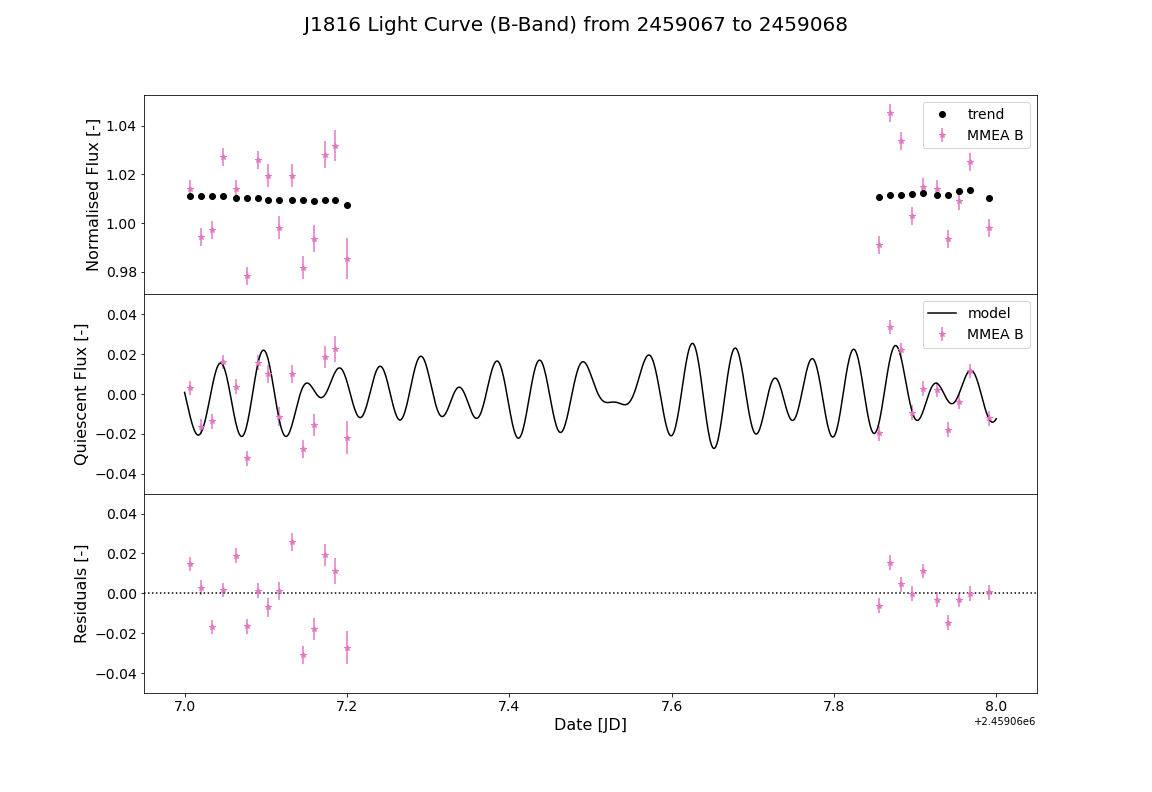 J1816 Light Curve (B-Band) from 2459067 to 2459068
Normalised Flux [-]
1.04
1.02
1.00
0.98
trend
MMEA B
Quiescent Flux [-]
0.04
0.02
0.00
−0.02
−0.04
model
MMEA B
Residuals [-]
0.04
0.02
0.00
−0.02
−0.04
7.0 7.2 7.4 7.6 7.8 8.0
Date [JD]
+2.45906e6